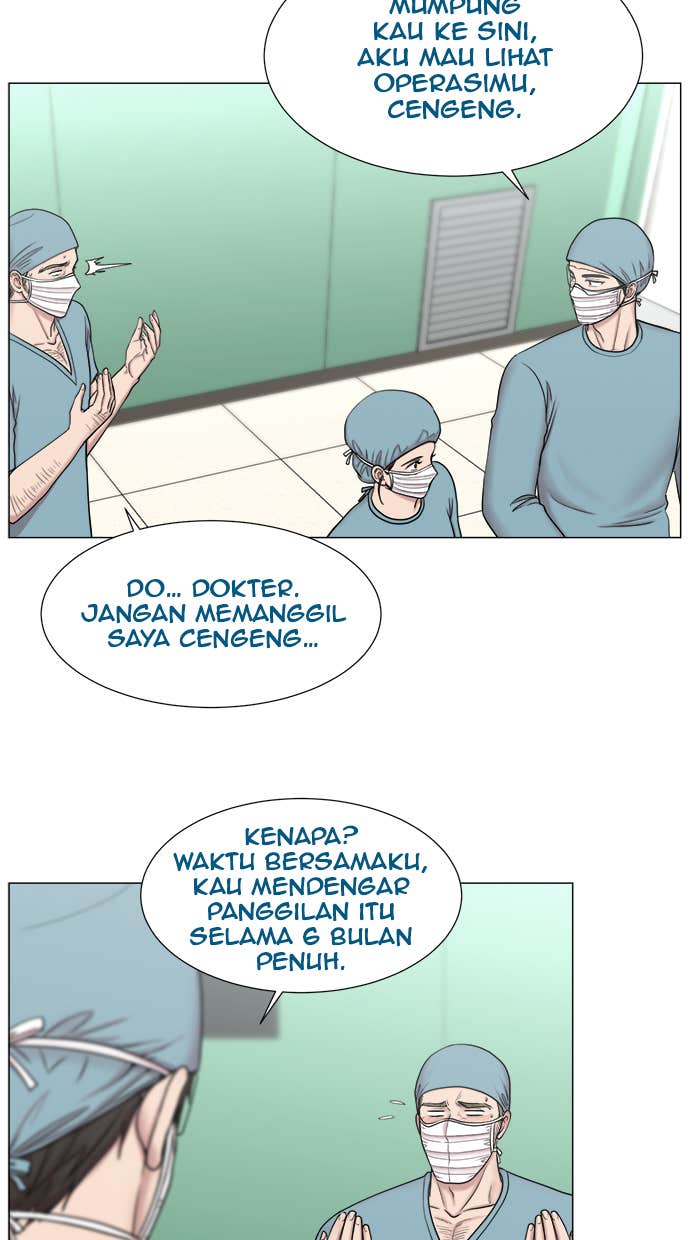 MUMPUNG
KAU KE SINI,
AKU MAU LIHAT
OPERASIMU,
CENGENG.
DO... DOKTER.
JANGAN MEMANGGIL
SAYA CENGENG...
KENAPA?
WAKTU BERSAMAKU,
KAU MENDENGAR
PANGGILAN ITU
SELAMA 6 BULAN
PENUH.